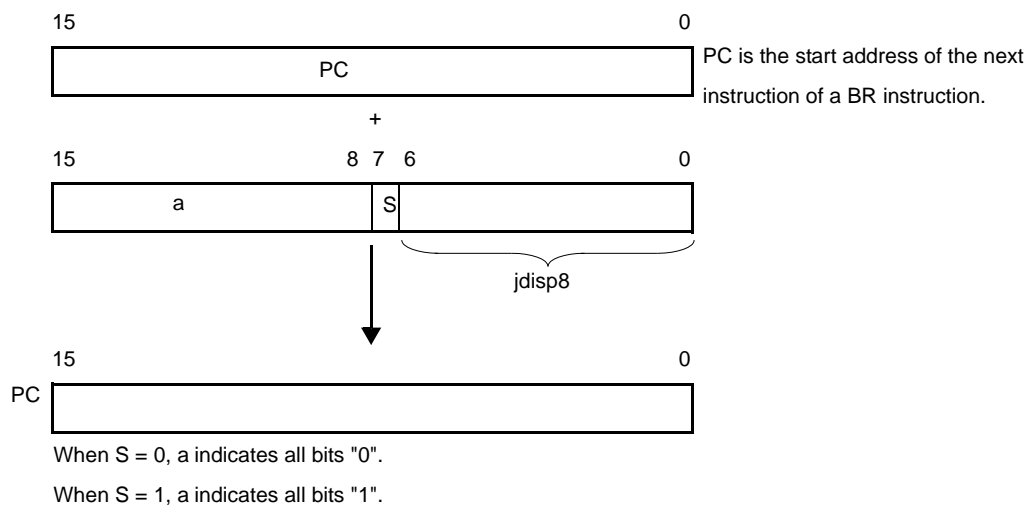 15 0
PC
PC is the start address of the next
instruction of a BR instruction.
+
15 8 7 6 0
a S
jdisp8
15 0
PC
When S = 0, a indicates all bits "0".
When S = 1, a indicates all bits "1".